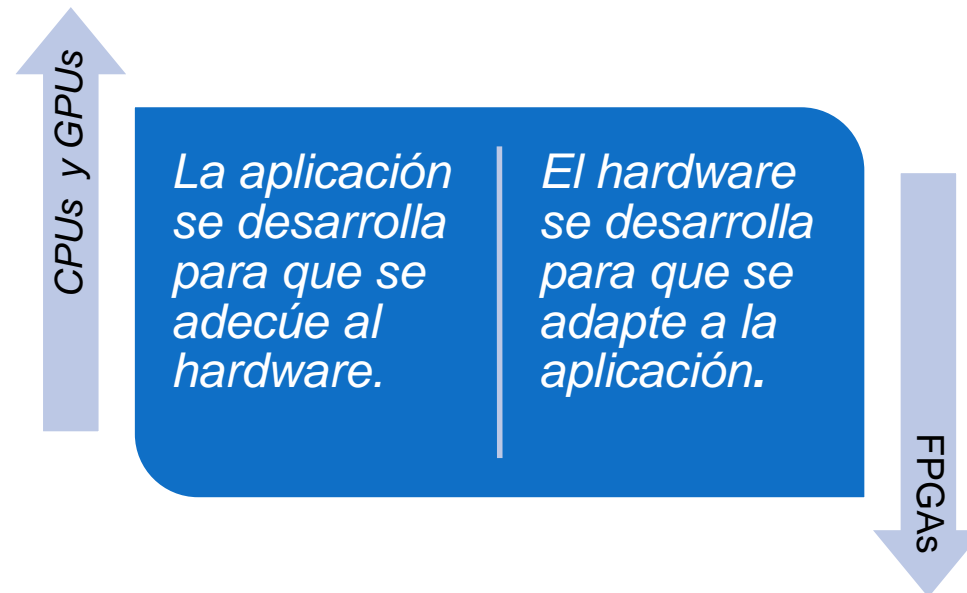 CPUs y GPUs
La aplicación
se desarrolla
para que se
adecúe al
hardware.
El hardware
se desarrolla
para que se
adapte a la
aplicación.
FPGAs